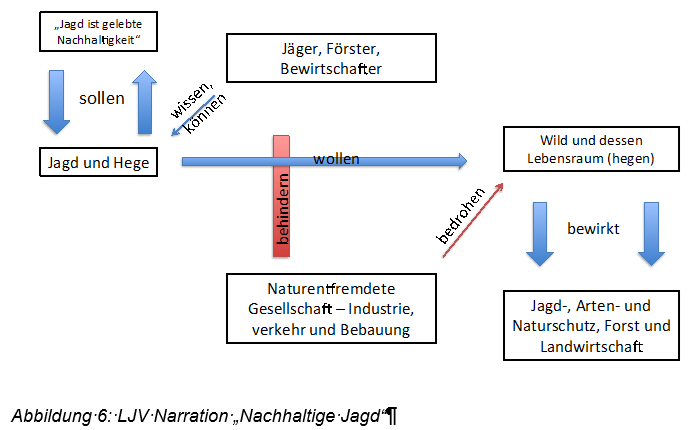 „Jagd ist gelebte
Nachhaltigkeit“
sollen
Jagd und Hege
Jäger, Förster,
Bewirtschafter
wissen,
können
wollen
behindern
bedrohen
Wild und dessen
Lebensraum (hegen)
bewirkt
Naturentfremdete
Gesellschaft – Industrie,
verkehr und Bebauung
Jagd-, Arten- und
Naturschutz, Forst und
Landwirtschaft
Abbildung·6:·LJV·Narration·„Nachhaltige·Jagd“¶